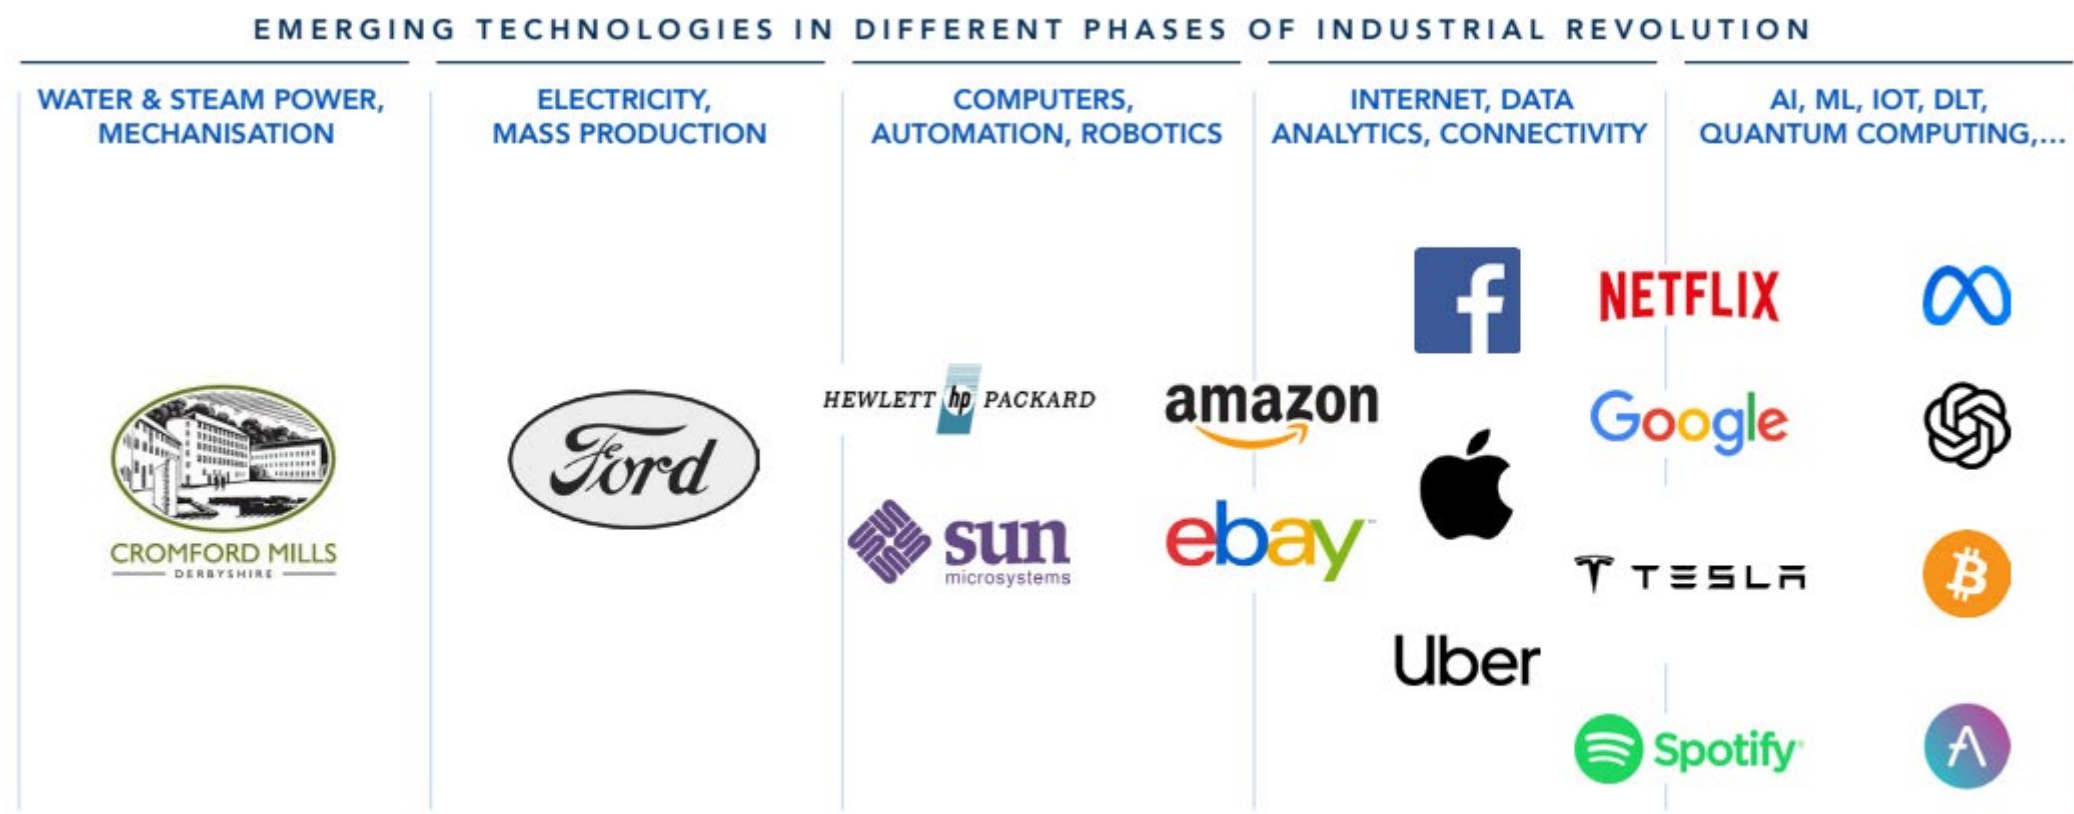 EMERGING TECHNOLOGIES IN DIFFERENT PHASES OF INDUSTRIAL REVOLUTION
WATER & STEAM POWER,
MECHANISATION
ELECTRICITY,
MASS PRODUCTION
COMPUTERS,
AUTOMATION, ROBOTICS
INTERNET, DATA
ANALYTICS, CONNECTIVITY
AI, ML, IOT, DLT,
QUANTUM COMPUTING,...
CROMFORD MILLS
DERBYSHIRE
Ford
HEWLETT hp PACKARD
sun
microsystems
amazon
ebay
f
Uber
NETFLIX
Google
TESLA
Spotify